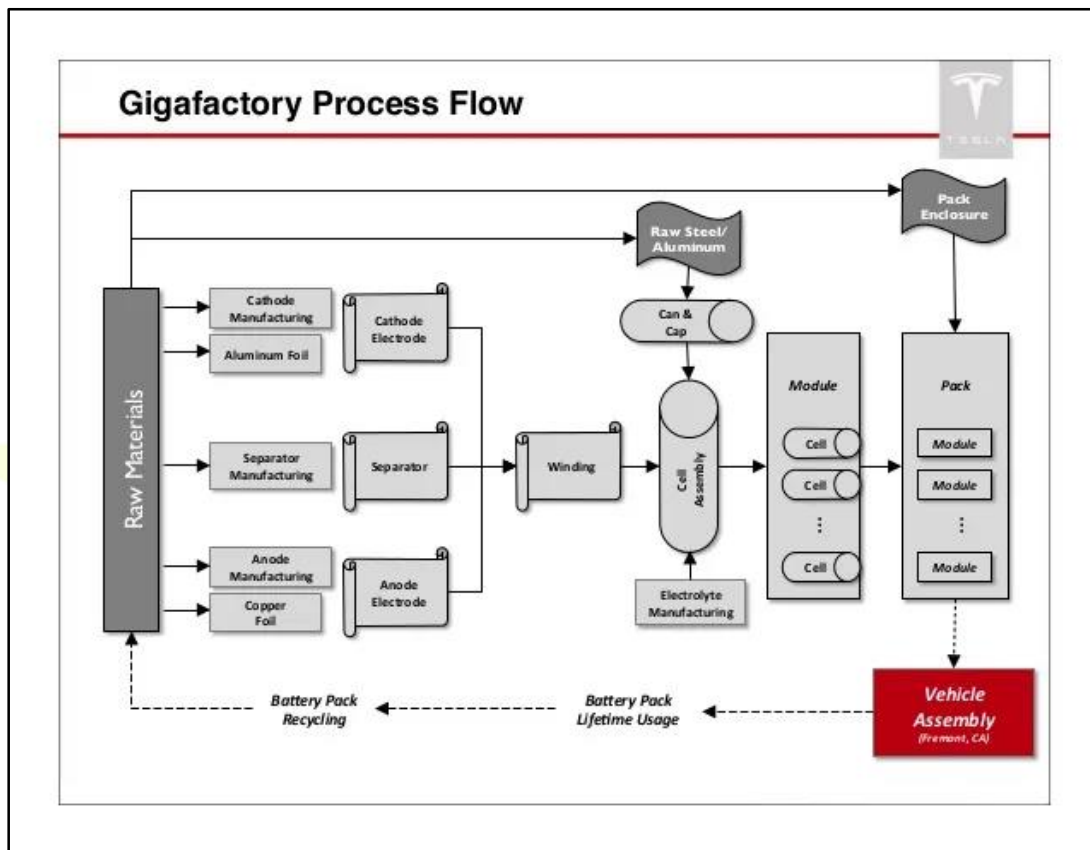 Gigafactory Process Flow
TESLA
Pack
Enclosure
Raw Steel/
Aluminum
Raw Materials
Cathode
Manufacturing
Aluminum Foil
Cathode
Electrode
Can &
Cap
Module
Pack
Separator
Manufacturing
Separator
Winding
Cell
Assembly
Cell
Cell
...
Cell
Module
Module
...
Module
Anode
Manufacturing
Copper
Foil
Anode
Electrode
Electrolyte
Manufacturing
Battery Pack
Recycling
Battery Pack
Lifetime Usage
Vehicle
Assembly
(Fremont, CA)